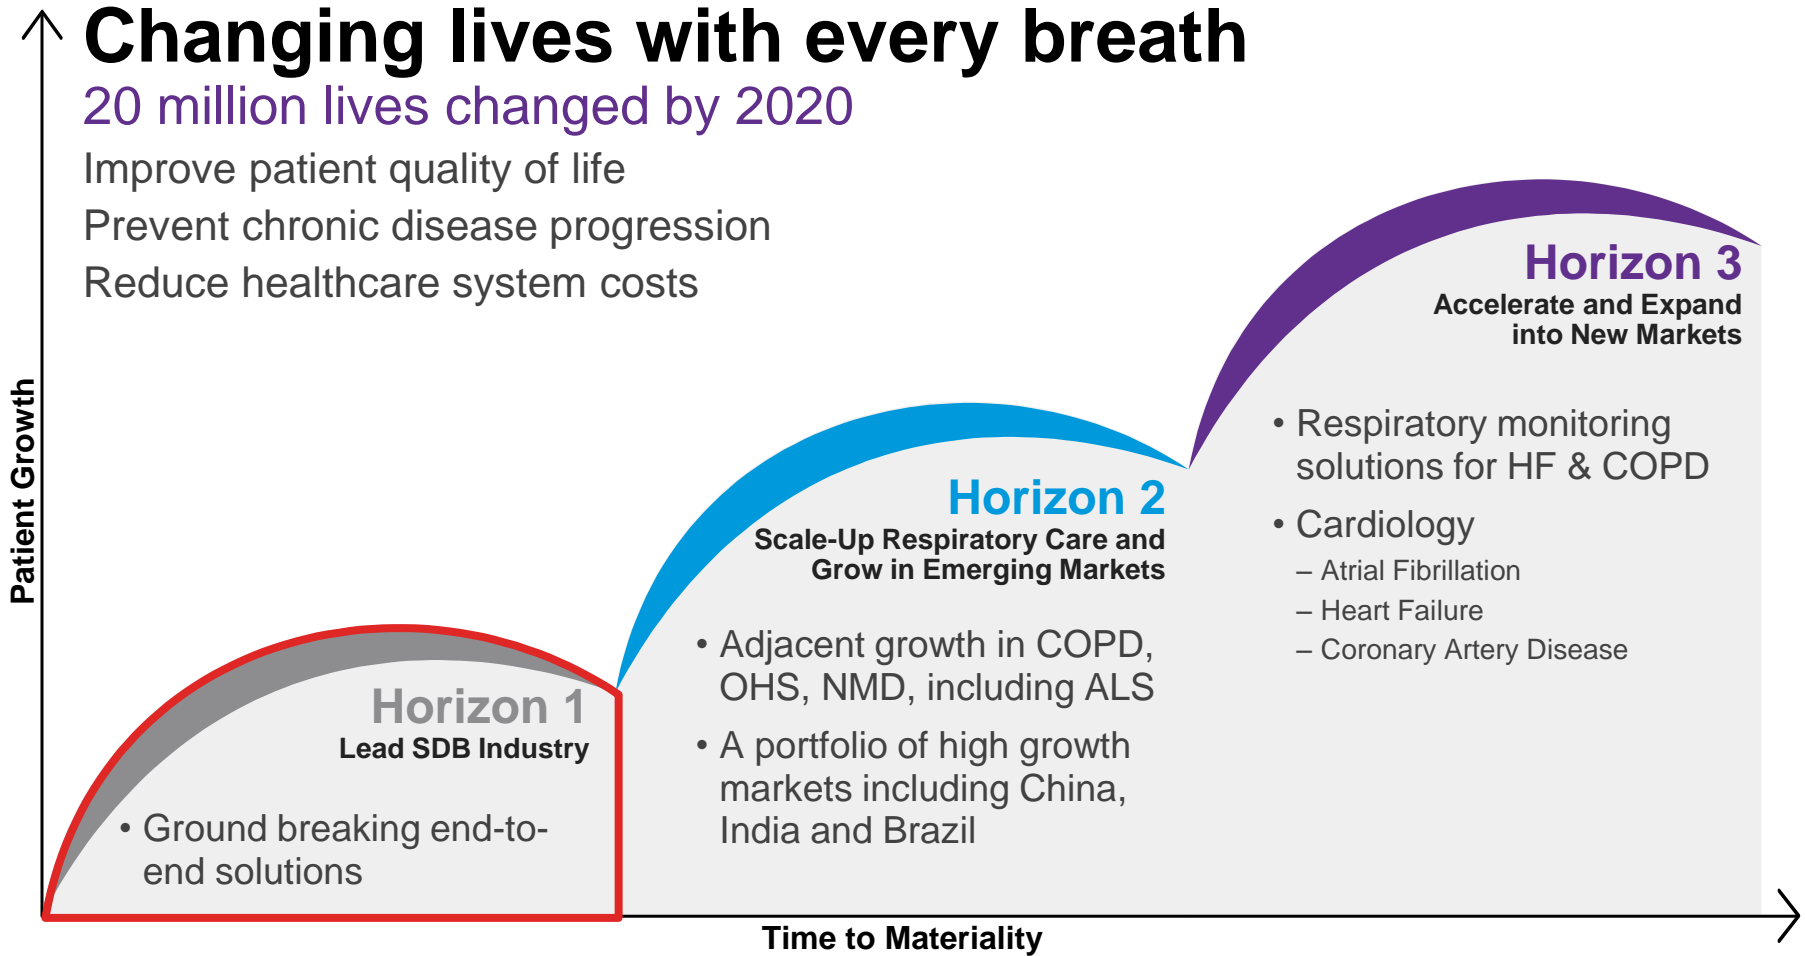 Changing lives with every breath
20 million lives changed by 2020
Improve patient quality of life
Prevent chronic disease progression
Reduce healthcare system costs
Patient Growth
Horizon 1
Lead SDB Industry
• Ground breaking end-to-
end solutions
Horizon 2
Scale-Up Respiratory Care and
Grow in Emerging Markets
• Adjacent growth in COPD,
OHS, NMD, including ALS
• A portfolio of high growth
markets including China,
India and Brazil
Horizon 3
Accelerate and Expand
into New Markets
• Respiratory monitoring
solutions for HF & COPD
• Cardiology
– Atrial Fibrillation
– Heart Failure
– Coronary Artery Disease
Time to Materiality